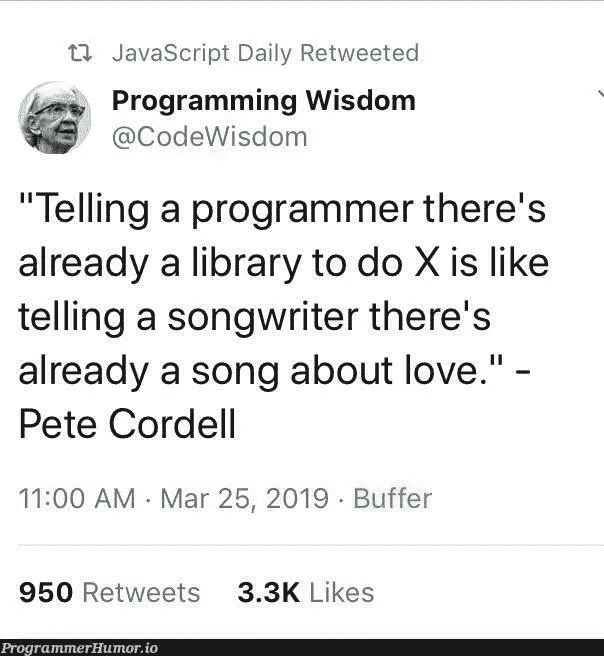 JavaScript Daily Retweeted
Programming Wisdom
@CodeWisdom
"Telling a programmer there's
already a library to do X is like
telling a songwriter there's
already a song about love." -
Pete Cordell
11:00 AM · Mar 25, 2019 · Buffer
950 Retweets 3.3K Likes
ProgrammerHumor.io